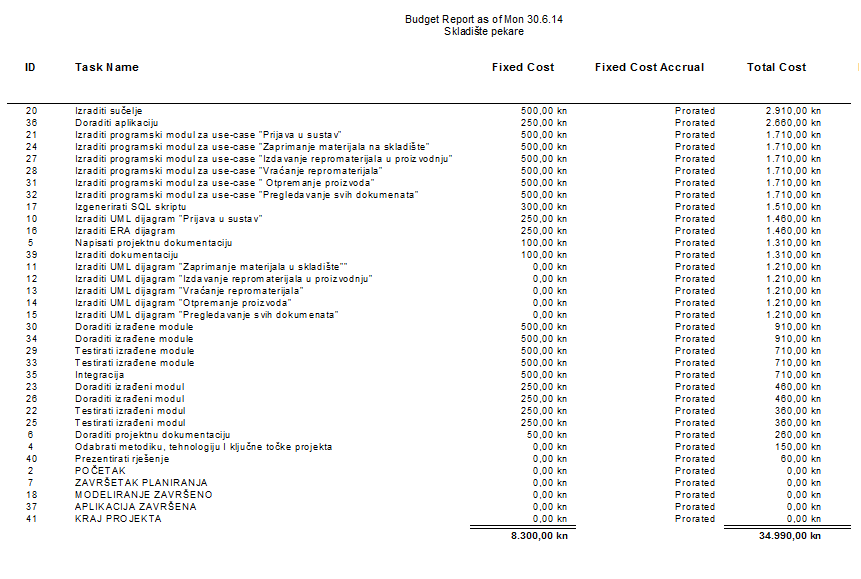 Budget Report as of Mon 30.6.14
Skladište pekare
ID Task Name Fixed Cost Fixed Cost Accrual Total Cost
20 Izraditi sučelje 500,00 kn Prorated 2.910,00 kn
36 Doraditi aplikaciju 250,00 kn Prorated 2.660,00 kn
21 Izraditi programski modul za use-case "Prijava u sustav" 500,00 kn Prorated 1.710,00 kn
24 Izraditi programski modul za use-case "Zaprimanje materijala na skladište" 500,00 kn Prorated 1.710,00 kn
27 Izraditi programski modul za use-case "Izdavanje repromaterijala u proizvodnju" 500,00 kn Prorated 1.710,00 kn
28 Izraditi programski modul za use-case "Vraćanje repromaterijala" 500,00 kn Prorated 1.710,00 kn
31 Izraditi programski modul za use-case " Otpremanje proizvoda" 500,00 kn Prorated 1.710,00 kn
32 Izraditi programski modul za use-case "Pregledavanje svih dokumenata" 500,00 kn Prorated 1.710,00 kn
17 Izgenerirati SQL skriptu 300,00 kn Prorated 1.510,00 kn
10 Izraditi UML dijagram "Prijava u sustav" 250,00 kn Prorated 1.460,00 kn
16 Izraditi ERA dijagram 250,00 kn Prorated 1.460,00 kn
5 Napisati projektnu dokumentaciju 100,00 kn Prorated 1.310,00 kn
39 Izraditi dokumentaciju 100,00 kn Prorated 1.310,00 kn
11 Izraditi UML dijagram "Zaprimanje materijala u skladište"" 0,00 kn Prorated 1.210,00 kn
12 Izraditi UML dijagram "Izdavanje repromaterijala u proizvodnju" 0,00 kn Prorated 1.210,00 kn
13 Izraditi UML dijagram "Vraćanje repromaterijala" 0,00 kn Prorated 1.210,00 kn
14 Izraditi UML dijagram "Otpremanje proizvoda" 0,00 kn Prorated 1.210,00 kn
15 Izraditi UML dijagram "Pregledavanje svih dokumenata" 0,00 kn Prorated 1.210,00 kn
30 Doraditi izrađene module 500,00 kn Prorated 910,00 kn
34 Doraditi izrađene module 500,00 kn Prorated 910,00 kn
29 Testirati izrađene module 500,00 kn Prorated 710,00 kn
33 Testirati izrađene module 500,00 kn Prorated 710,00 kn
35 Integracija 500,00 kn Prorated 710,00 kn
23 Doraditi izrađeni modul 250,00 kn Prorated 460,00 kn
26 Doraditi izrađeni modul 250,00 kn Prorated 460,00 kn
22 Testirati izrađeni modul 250,00 kn Prorated 360,00 kn
25 Testirati izrađeni modul 250,00 kn Prorated 360,00 kn
6 Doraditi projektnu dokumentaciju 50,00 kn Prorated 260,00 kn
4 Odabrati metodiku, tehnologiju I ključne točke projekta 0,00 kn Prorated 150,00 kn
40 Prezentirati rješenje 0,00 kn Prorated 60,00 kn
2 POČETAK 0,00 kn Prorated 0,00 kn
7 ZAVRŠETAK PLANIRANJA 0,00 kn Prorated 0,00 kn
18 MODELIRANJE ZAVRŠENO 0,00 kn Prorated 0,00 kn
37 APLIKACIJA ZAVRŠENA 0,00 kn Prorated 0,00 kn
41 KRAJ PROJEKTA 0,00 kn Prorated 0,00 kn
8.300,00 kn 34.990,00 kn